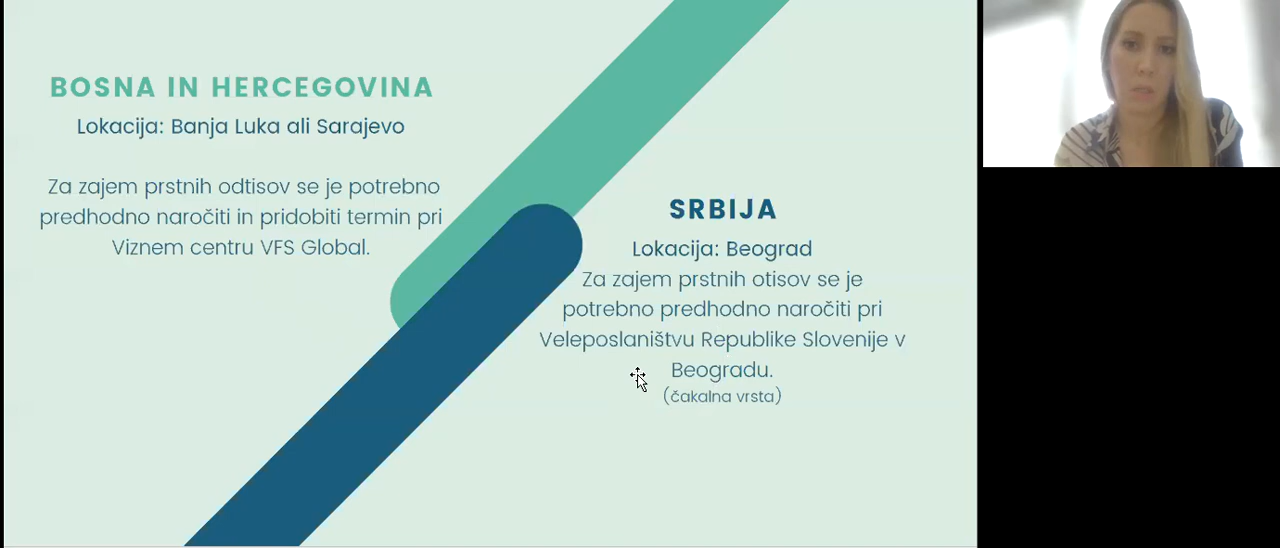 BOSNA IN HERCEGOVINA
Lokacija: Banja Luka ali Sarajevo
Za zajem prstnih odtisov se je potrebno
predhodno naročiti in pridobiti termin pri
Viznem centru VFS Global.
SRBIJA
Lokacija: Beograd
Za zajem prstnih otisov se je
potrebno predhodno naročiti pri
Veleposlaništvu Republike Slovenije v
Beogradu.
(čakalna vrsta)